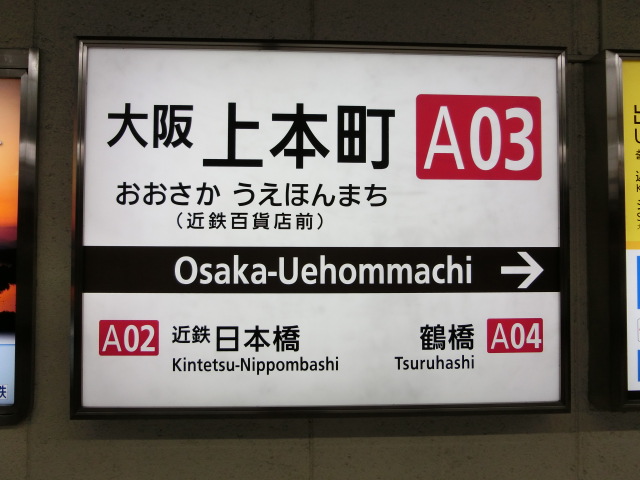 大阪 上本町 A03
おおさか うえほんまち
(近鉄百貨店前)
Osaka-Uehommachi →
A02 近鉄日本橋 鶴橋 A04
Kintetsu-Nippombashi Tsuruhashi